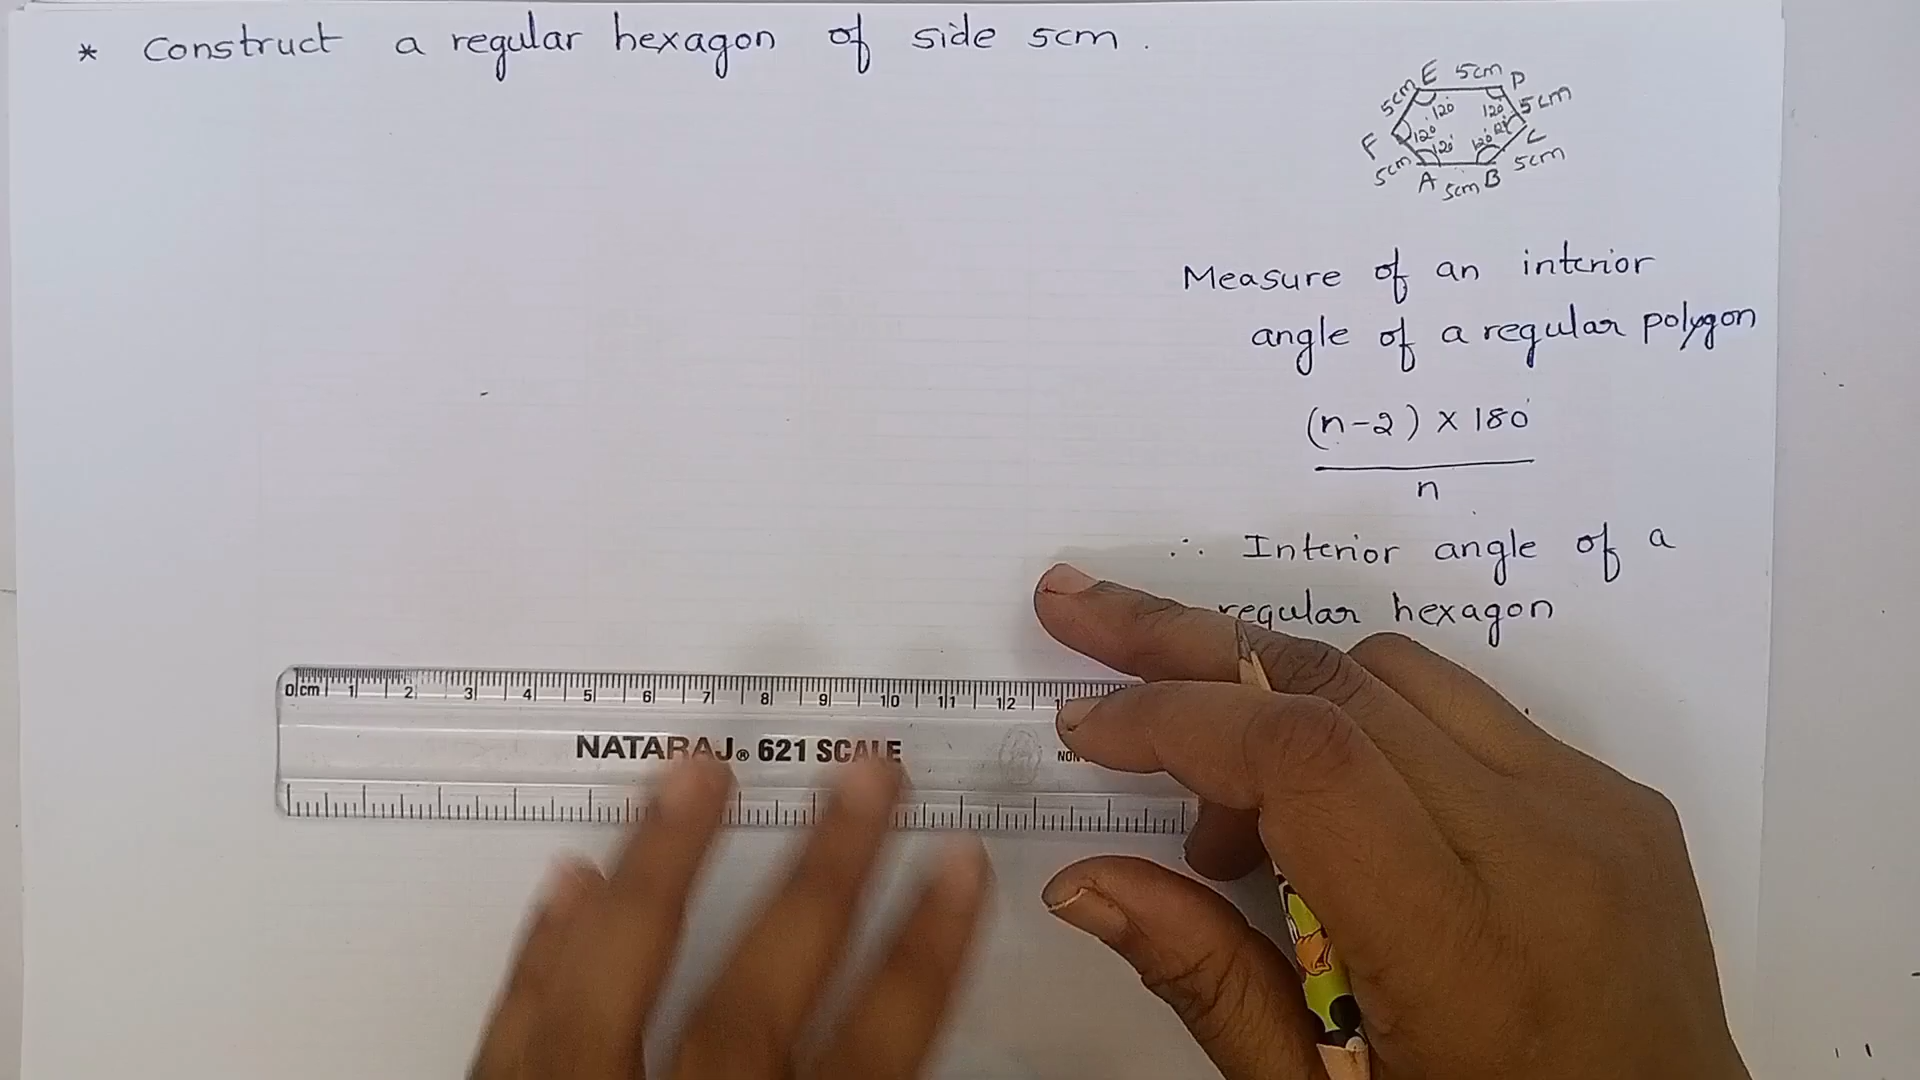 * Construct a regular hexagon of side 5cm .
E 5cm D
5cm 5cm
120° 120°
F 120° 120° C
120° 120°
5cm 5cm
A 5cm B
Measure of an interior
angle of a regular polygon
(n-2) x 180°
n
∴ Interior angle of a
regular hexagon
0 cm 1 2 3 4 5 6 7 8 9 10 11 12
NATARAJ® 621 SCALE